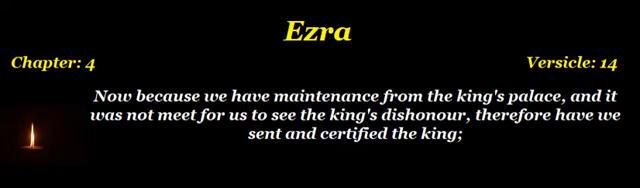 Ezra
Chapter: 4 Versicle: 14
Now because we have maintenance from the king's palace, and it
was not meet for us to see the king's dishonour, therefore have we
sent and certified the king;